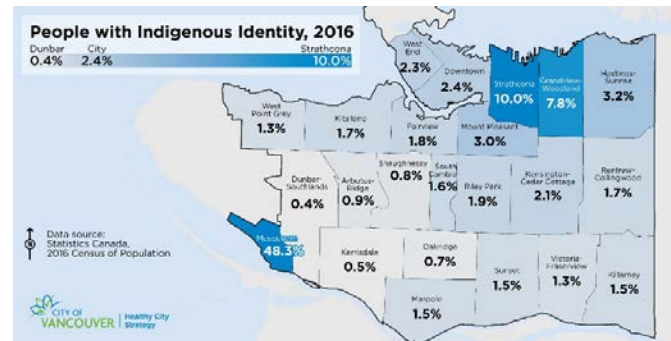 People with Indigenous Identity, 2016
Dunbar City Strathcona
0.4% 2.4% 10.0%
West
End
2.3%
Downtown
2.4%
Strathcona
10.0%
Grandview-
Woodland
7.8%
Hastings-
Sunrise
3.2%
West
Point Grey
1.3%
Kitsilano
1.7%
Fairview
1.8%
Mount Pleasant
3.0%
Dunbar-
Southlands
0.4%
Arbutus-
Ridge
0.9%
Shaughnessy
0.8%
South
Cambie
1.6%
Riley Park
1.9%
Kensington-
Cedar Cottage
2.1%
Renfrew-
Collingwood
1.7%
Musqueam
48.3%
Kerrisdale
0.5%
Oakridge
0.7%
Marpole
1.5%
Sunset
1.5%
Victoria-
Fraserview
1.3%
Killarney
1.5%
N
Data source:
Statistics Canada,
2016 Census of Population
CITY OF
VANCOUVER
Healthy City
Strategy